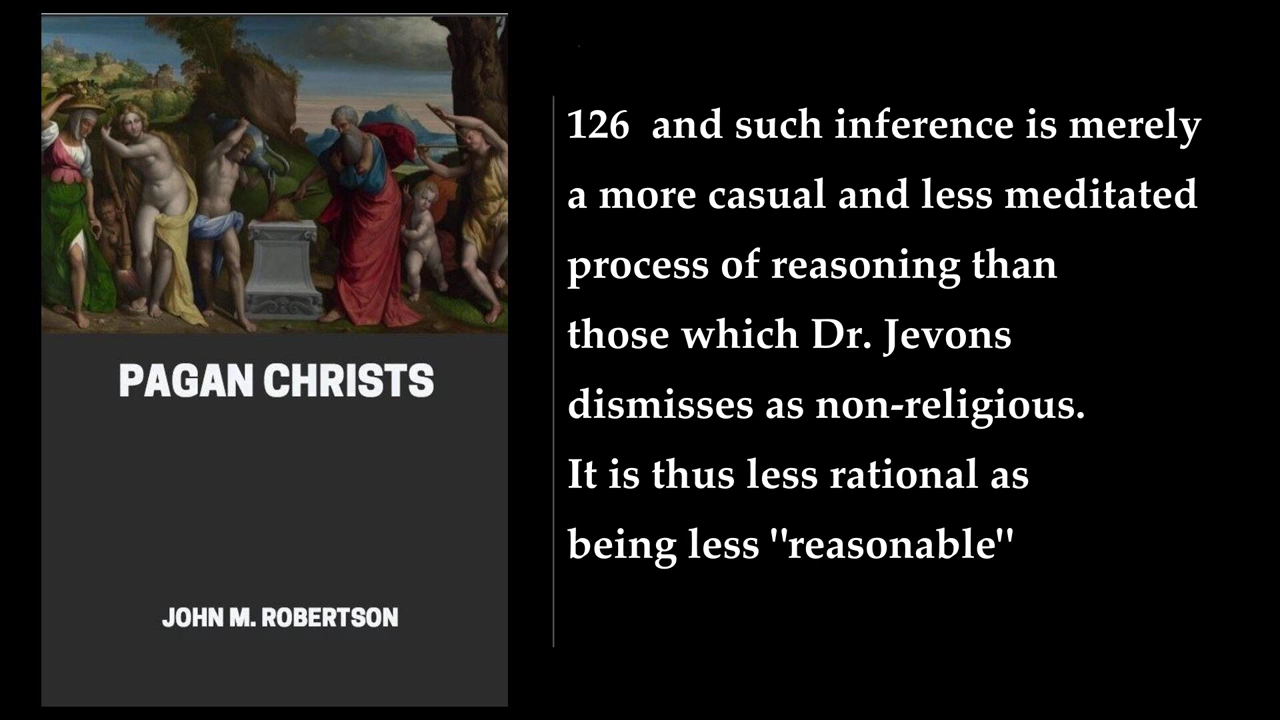 PAGAN CHRISTS
JOHN M. ROBERTSON
126  and such inference is merely
a more casual and less meditated
process of reasoning than
those which Dr. Jevons
dismisses as non-religious.
It is thus less rational as
being less "reasonable"